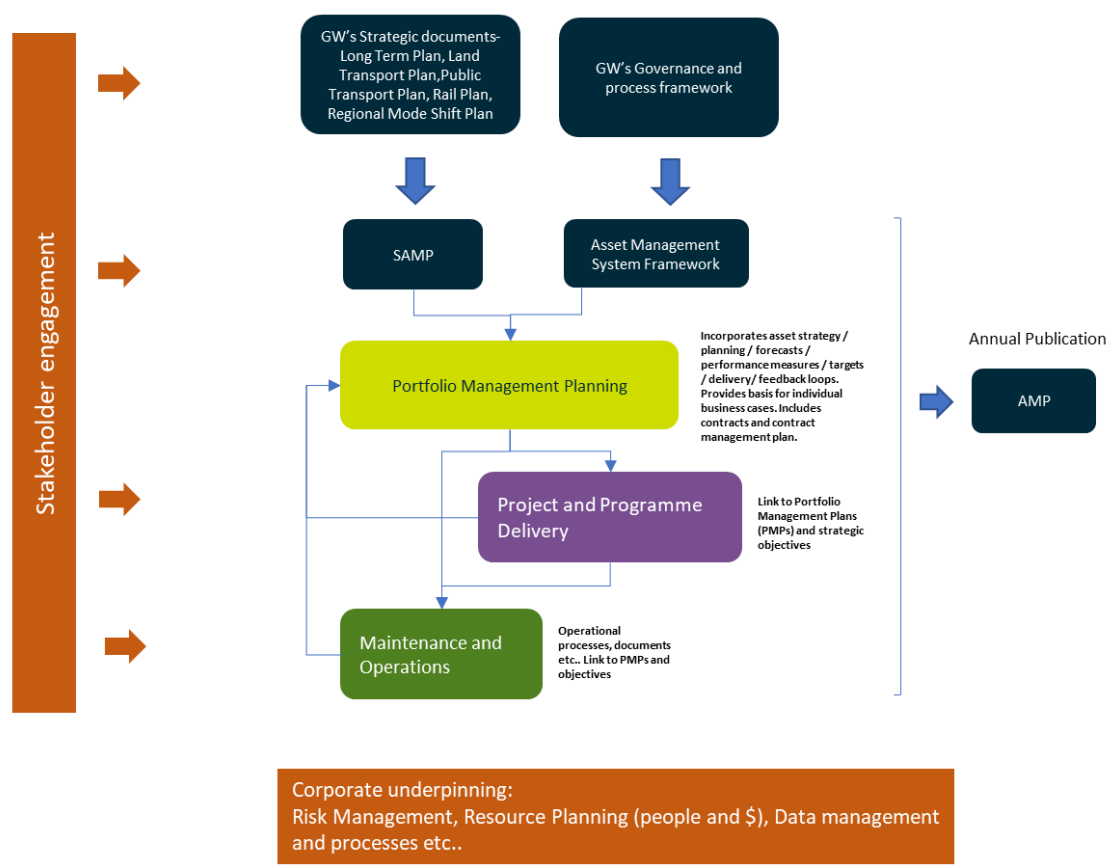 Stakeholder engagement
GW's Strategic documents-
Long Term Plan, Land
Transport Plan,Public
Transport Plan, Rail Plan,
Regional Mode Shift Plan
GW's Governance and
process framework
SAMP
Asset Management
System Framework
Portfolio Management Planning
Incorporates asset strategy /
planning / forecasts /
performance measures / targets
/ delivery/ feedback loops.
Provides basis for individual
business cases. Includes
contracts and contract
management plan.
Annual Publication
AMP
Project and Programme
Delivery
Link to Portfolio
Management Plans
(PMPs) and strategic
objectives
Maintenance and
Operations
Operational
processes, documents
etc.. Link to PMPs and
objectives
Corporate underpinning:
Risk Management, Resource Planning (people and $), Data management
and processes etc..